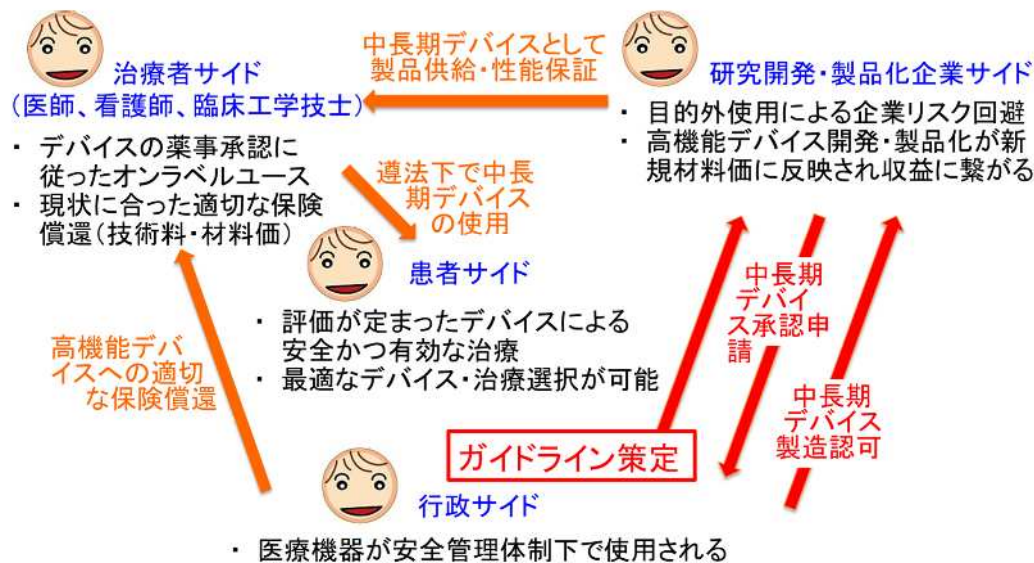 治療者サイド
(医師、看護師、臨床工学技士)
・ デバイスの薬事承認に
従ったオンラベルユース
・ 現状に合った適切な保険
償還(技術料・材料価)
中長期デバイスとして
製品供給・性能保証
研究開発・製品化企業サイド
・ 目的外使用による企業リスク回避
・ 高機能デバイス開発・製品化が新
規材料価に反映され収益に繋がる
遵法下で中長
期デバイス
の使用
患者サイド
・ 評価が定まったデバイスによる
安全かつ有効な治療
・ 最適なデバイス・治療選択が可能
高機能デバ
イスへの適切
な保険償還
中長期
デバイ
ス承認申
請
中長期
デバイス
製造認可
ガイドライン策定
行政サイド
・ 医療機器が安全管理体制下で使用される